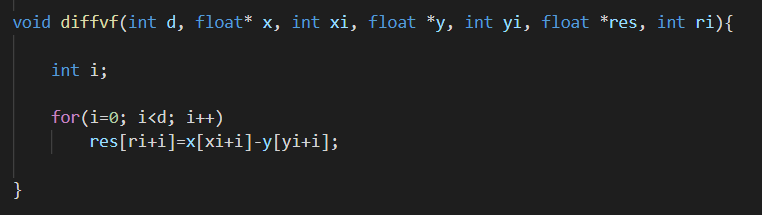 void diffvf(int d, float* x, int xi, float *y, int yi, float *res, int ri){
int i;
for(i=0; i<d; i++)
res[ri+i]=x[xi+i]-y[yi+i];
}